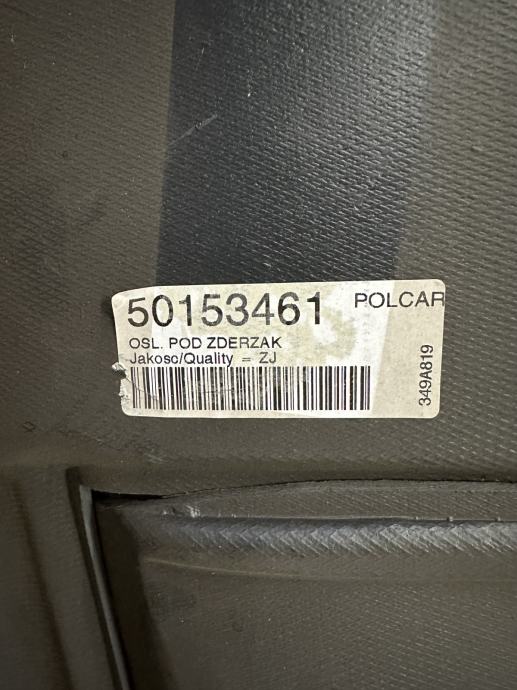 50153461 POLCAR
OSL. POD ZDERZAK
Jakosc/Quality = ZJ
349A819